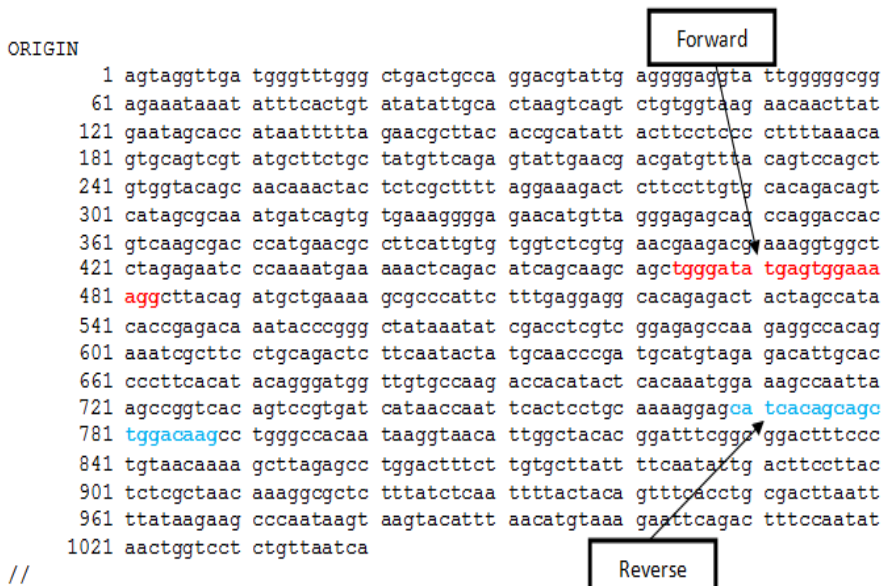 Forward
ORIGIN
1 agtaggttga tgggtttggg ctgactgcca ggacgtattg aggggaggta ttgggggcgg
61 agaaataaat atttcactgt atatattgca ctaagtcagt ctgtggtaag aacaacttat
121 gaatagcacc ataattttta gaacgcttac accgcatatt acttcctccc cttttaaaca
181 gtgcagtcgt atgcttctgc tatgttcaga gtattgaacg acgatgttta cagtccagct
241 gtggtacagc aacaaactac tctcgctttt aggaaagact cttccttgtg cacagacagt
301 catagcgcaa atgatcagtg tgaaagggga gaacatgtta gggagagcag ccaggaccac
361 gtcaagcgac ccatgaacgc cttcattgtg tggtctcgtg aacgaagacg aaaggtggct
421 ctagagaatc ccaaaatgaa aaactcagac atcagcaagc agctgggata tgagtggaaa
481 aggcttacag atgctgaaaa gcgcccattc tttgaggagg cacagagact actagccata
541 caccgagaca aatacccggg ctataaatat cgacctcgtc ggagagccaa gaggccacag
601 aaatcgcttc ctgcagactc ttcaatacta tgcaacccga tgcatgtaga gacattgcac
661 cccttcacat acagggatgg ttgtgccaag accacatact cacaaatgga aagccaatta
721 agccggtcac agtccgtgat cataaccaat tcactcctgc aaaaggagca tcacagcagc
781 tggacaagcc tgggccacaa taaggtaaca ttggctacac ggatttcggc ggactttccc
841 tgtaacaaaa gcttagagcc tggactttct tgtgcttatt ttcaatattg acttccttac
901 tctcgctaac aaaggcgctc tttatctcaa ttttactaca gtttcacctg cgacttaatt
961 ttataagaag cccaataagt aagtacattt aacatgtaaa gaattcagac tttccaatat
1021 aactggtcct ctgttaatca
//
Reverse